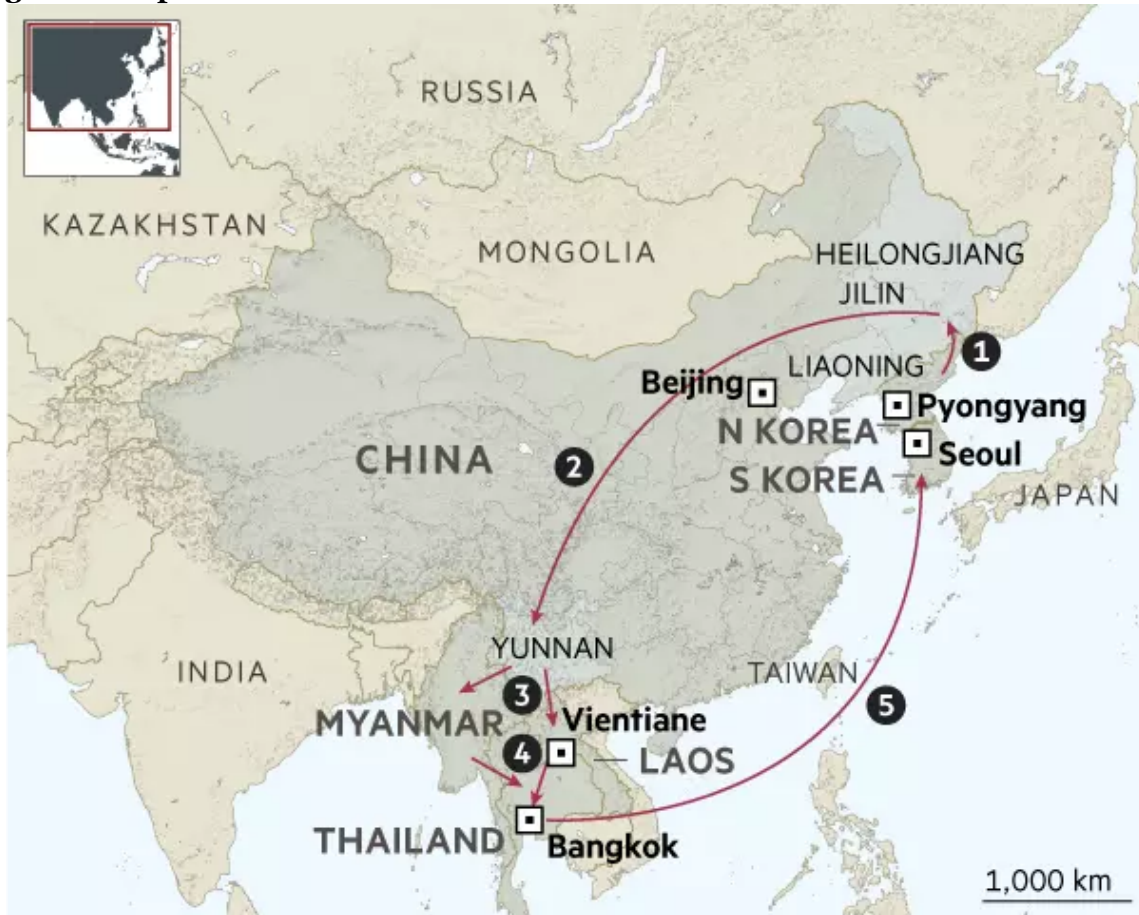 RUSSIA
KAZAKHSTAN
MONGOLIA
HEILONGJIANG
JILIN
1
LIAONING
Beijing
Pyongyang
N KOREA
Seoul
CHINA
2
S KOREA
JAPAN
YUNNAN
INDIA
TAIWAN
3
5
MYANMAR
Vientiane
4
LAOS
THAILAND
Bangkok
1,000 km